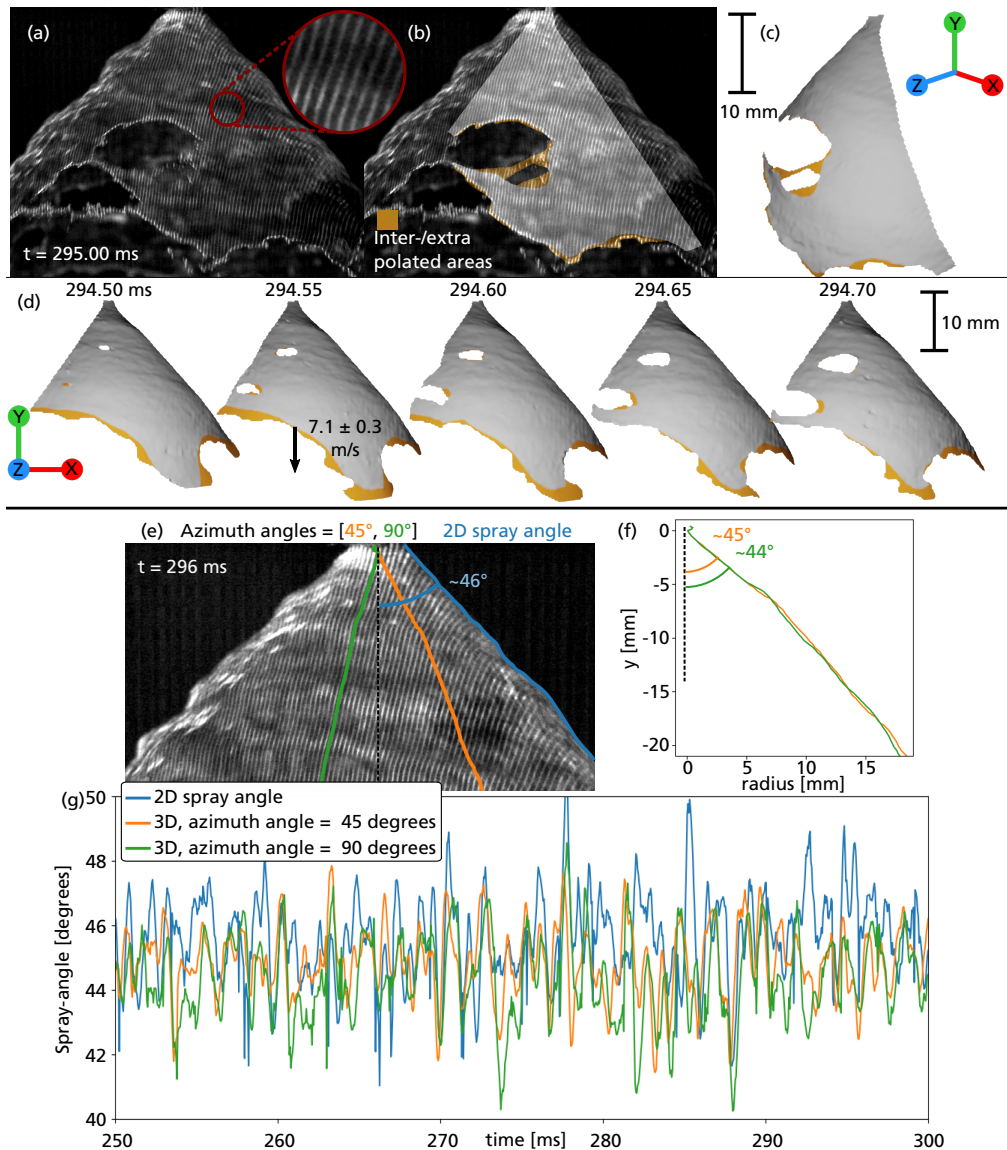 (a)
t = 295.00 ms
(b)
Inter-/extra
polated areas
(c)
10 mm
Y
Z
X
294.50 ms
294.55
294.60
294.65
294.70
(d)
10 mm
7.1 ± 0.3
m/s
Y
Z
X
(e) Azimuth angles = [45°, 90°] 2D spray angle
t = 296 ms
~46°
(f)
~45°
~44°
0
-5
-10
-15
-20
y [mm]
0
5
10
15
radius [mm]
(g)
2D spray angle
3D, azimuth angle = 45 degrees
3D, azimuth angle = 90 degrees
50
48
46
44
42
40
Spray-angle [degrees]
250
260
270
280
290
300
time [ms]